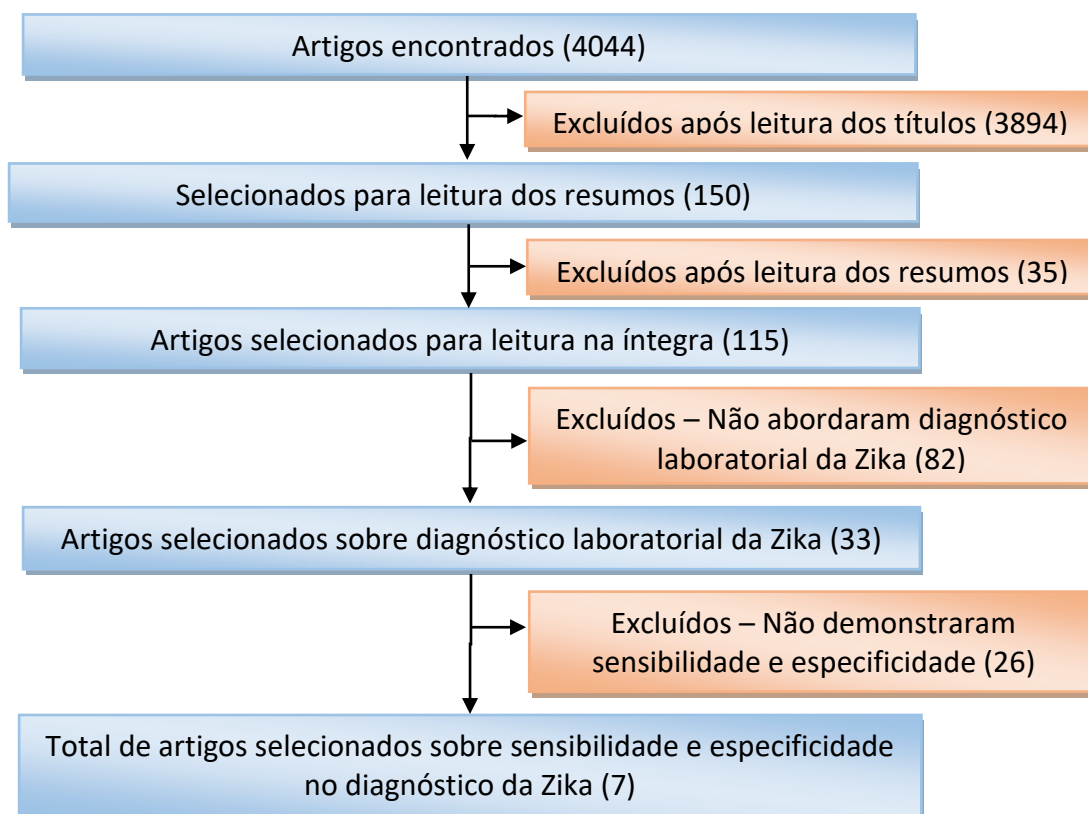 Artigos encontrados (4044)
Excluídos após leitura dos títulos (3894)
Selecionados para leitura dos resumos (150)
Excluídos após leitura dos resumos (35)
Artigos selecionados para leitura na íntegra (115)
Excluídos – Não abordaram diagnóstico
laboratorial da Zika (82)
Artigos selecionados sobre diagnóstico laboratorial da Zika (33)
Excluídos – Não demonstraram
sensibilidade e especificidade (26)
Total de artigos selecionados sobre sensibilidade e especificidade
no diagnóstico da Zika (7)